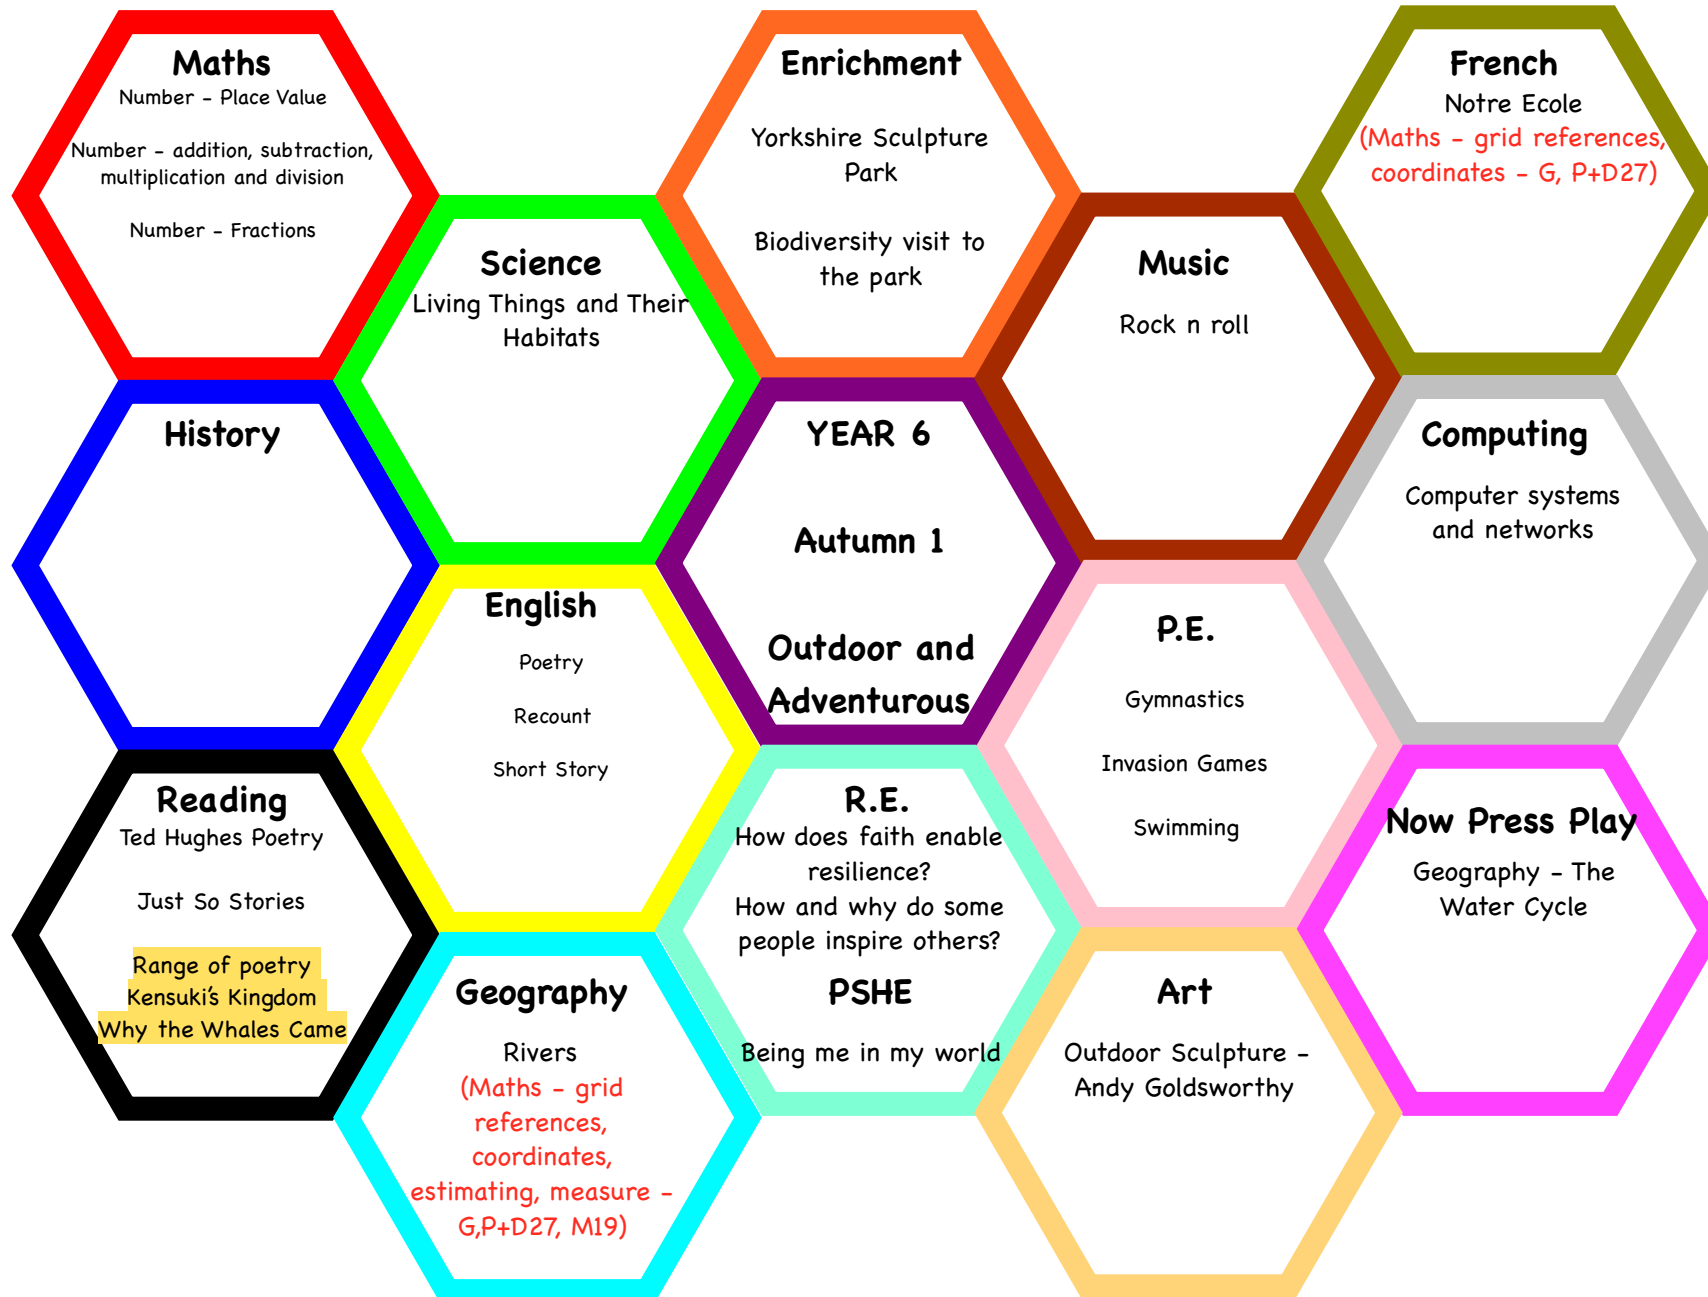 Maths
Number - Place Value
Number - addition, subtraction,
multiplication and division
Number - Fractions
Enrichment
Yorkshire Sculpture
Park
Biodiversity visit to
the park
French
Notre Ecole
(Maths - grid references,
coordinates - G, P+D27)
Science
Living Things and Their
Habitats
Music
Rock n roll
History
YEAR 6
Autumn 1
Outdoor and
Adventurous
Computing
Computer systems
and networks
English
Poetry
Recount
Short Story
P.E.
Gymnastics
Invasion Games
Swimming
Reading
Ted Hughes Poetry
Just So Stories
Range of poetry
Kensuki's Kingdom
Why the Whales Came
R.E.
How does faith enable
resilience?
How and why do some
people inspire others?
PSHE
Being me in my world
Now Press Play
Geography - The
Water Cycle
Geography
Rivers
(Maths - grid
references,
coordinates,
estimating, measure -
G,P+D27, M19)
Art
Outdoor Sculpture -
Andy Goldsworthy